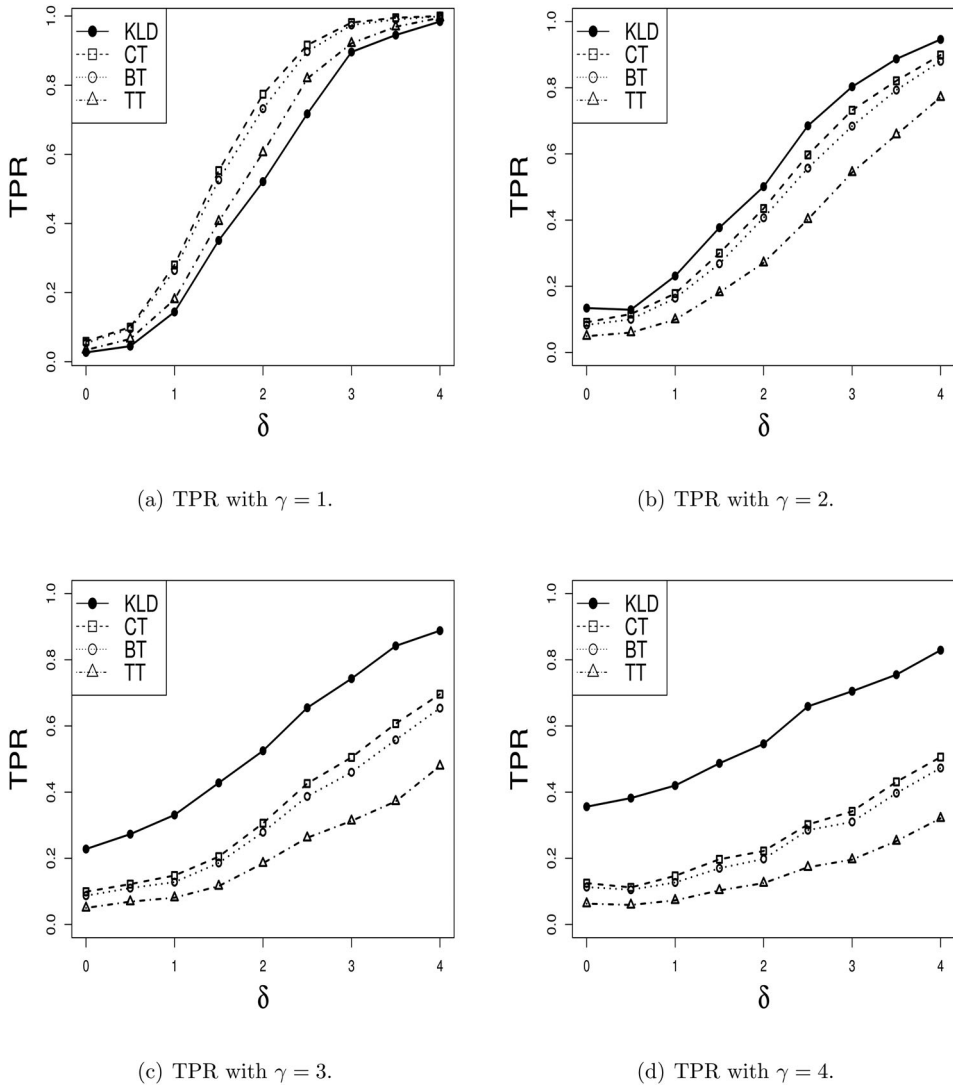 KLD
CT
BT
TT
TPR
0.0 0.2 0.4 0.6 0.8 1.0
0 1 2 3 4
δ
(a) TPR with γ = 1.
KLD
CT
BT
TT
TPR
0.0 0.2 0.4 0.6 0.8 1.0
0 1 2 3 4
δ
(b) TPR with γ = 2.
KLD
CT
BT
TT
TPR
0.0 0.2 0.4 0.6 0.8 1.0
0 1 2 3 4
δ
(c) TPR with γ = 3.
KLD
CT
BT
TT
TPR
0.0 0.2 0.4 0.6 0.8 1.0
0 1 2 3 4
δ
(d) TPR with γ = 4.